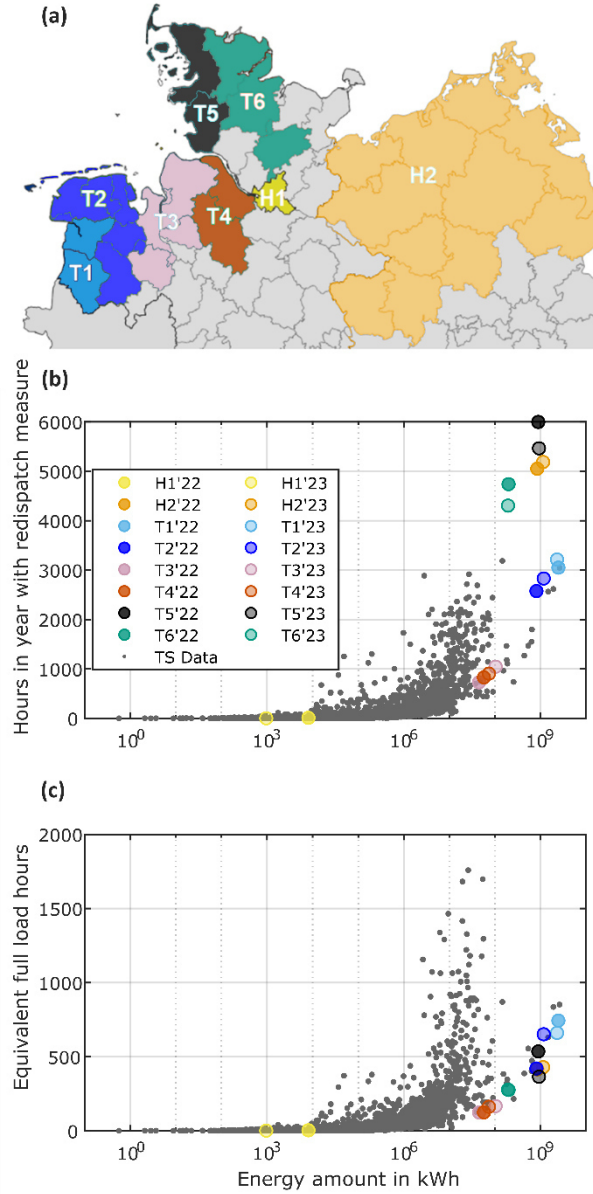 (a)
T5
T6
H2
T2
T3
H1
T4
T1
(b)
Hours in year with redispatch measure
6000
5000
4000
3000
2000
1000
0
H1'22 H1'23
H2'22 H2'23
T1'22 T1'23
T2'22 T2'23
T3'22 T3'23
T4'22 T4'23
T5'22 T5'23
T6'22 T6'23
TS Data
10⁰ 10³ 10⁶ 10⁹
(c)
Equivalent full load hours
2000
1500
1000
500
0
10⁰ 10³ 10⁶ 10⁹
Energy amount in kWh